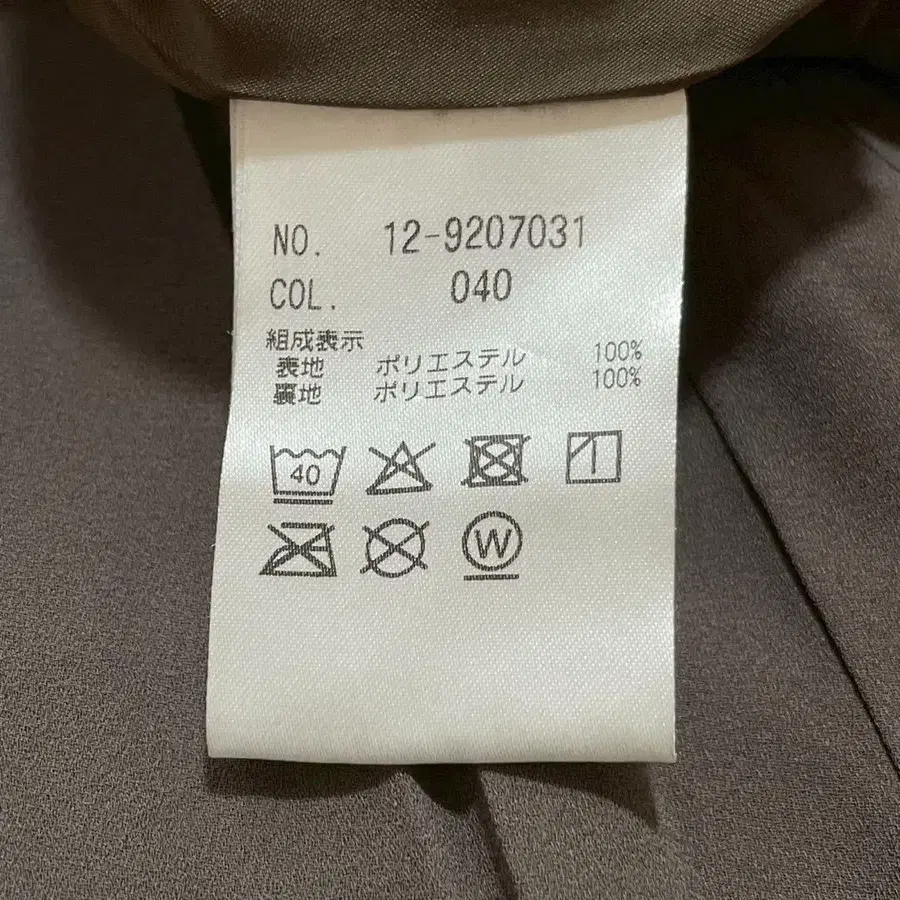 NO. 12-9207031
COL. 040
組成表示
表地 ポリエステル 100%
裏地 ポリエステル 100%
40
W